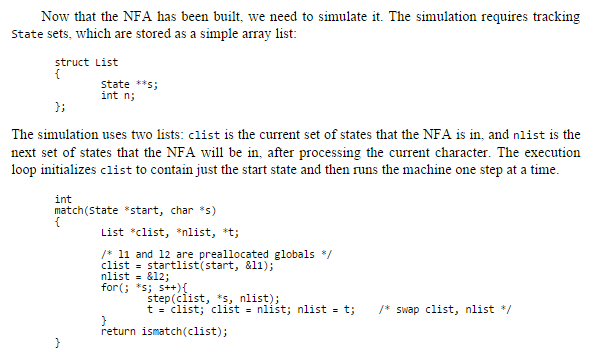 Now that the NFA has been built, we need to simulate it. The simulation requires tracking
State sets, which are stored as a simple array list:
struct List
{
State **s;
int n;
};
The simulation uses two lists: clist is the current set of states that the NFA is in, and nlist is the
next set of states that the NFA will be in, after processing the current character. The execution
loop initializes clist to contain just the start state and then runs the machine one step at a time.
int
match(State *start, char *s)
{
List *clist, *nlist, *t;
/* l1 and l2 are preallocated globals */
clist = startlist(start, &l1);
nlist = &l2;
for(; *s; s++){
step(clist, *s, nlist);
t = clist; clist = nlist; nlist = t; /* swap clist, nlist */
}
return ismatch(clist);
}